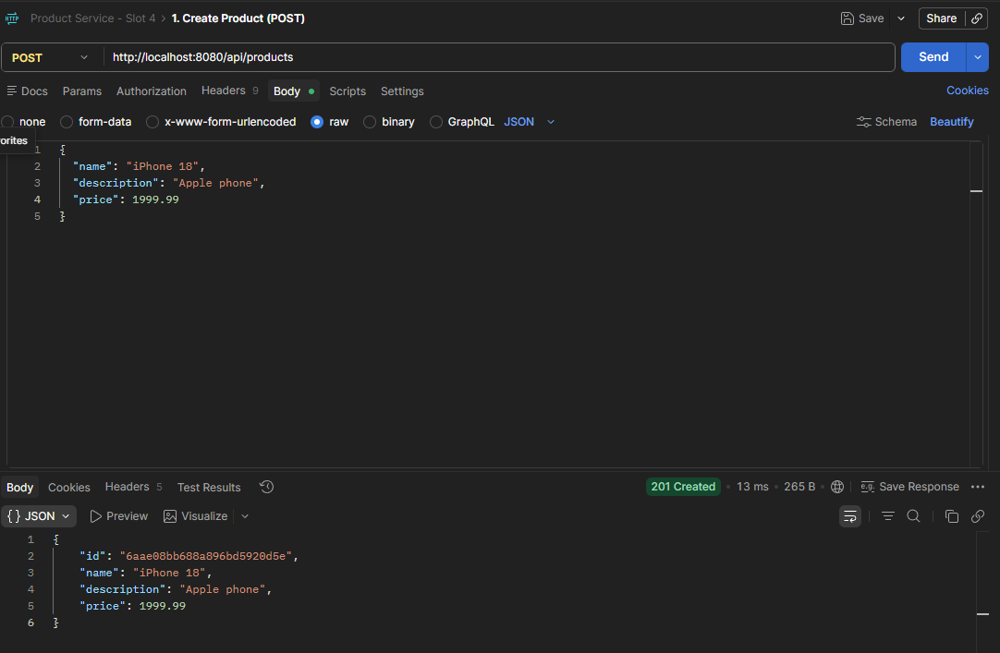 HTTP Product Service - Slot 4 > 1. Create Product (POST) Save Share
POST http://localhost:8080/api/products Send
Docs Params Authorization Headers 9 Body Scripts Settings Cookies
none form-data x-www-form-urlencoded raw binary GraphQL JSON Schema Beautify
orites
1 {
2 "name": "iPhone 18",
3 "description": "Apple phone",
4 "price": 1999.99
5 }
Body Cookies Headers 5 Test Results 201 Created • 13 ms • 265 B e.g. Save Response
{} JSON Preview Visualize
1 {
2 "id": "6aae08bb688a896bd5920d5e",
3 "name": "iPhone 18",
4 "description": "Apple phone",
5 "price": 1999.99
6 }